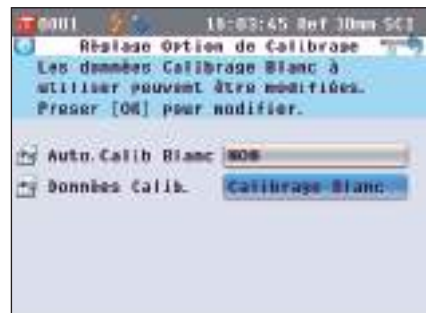 0001 18:03:45 Ref 30mm SCI
Réglage Option de Calibrage
Les données Calibrage Blanc à
utiliser peuvent être modifiées.
Presser [OK] pour modifier.
Auto.Calib Blanc NON
Données Calib. Calibrage Blanc